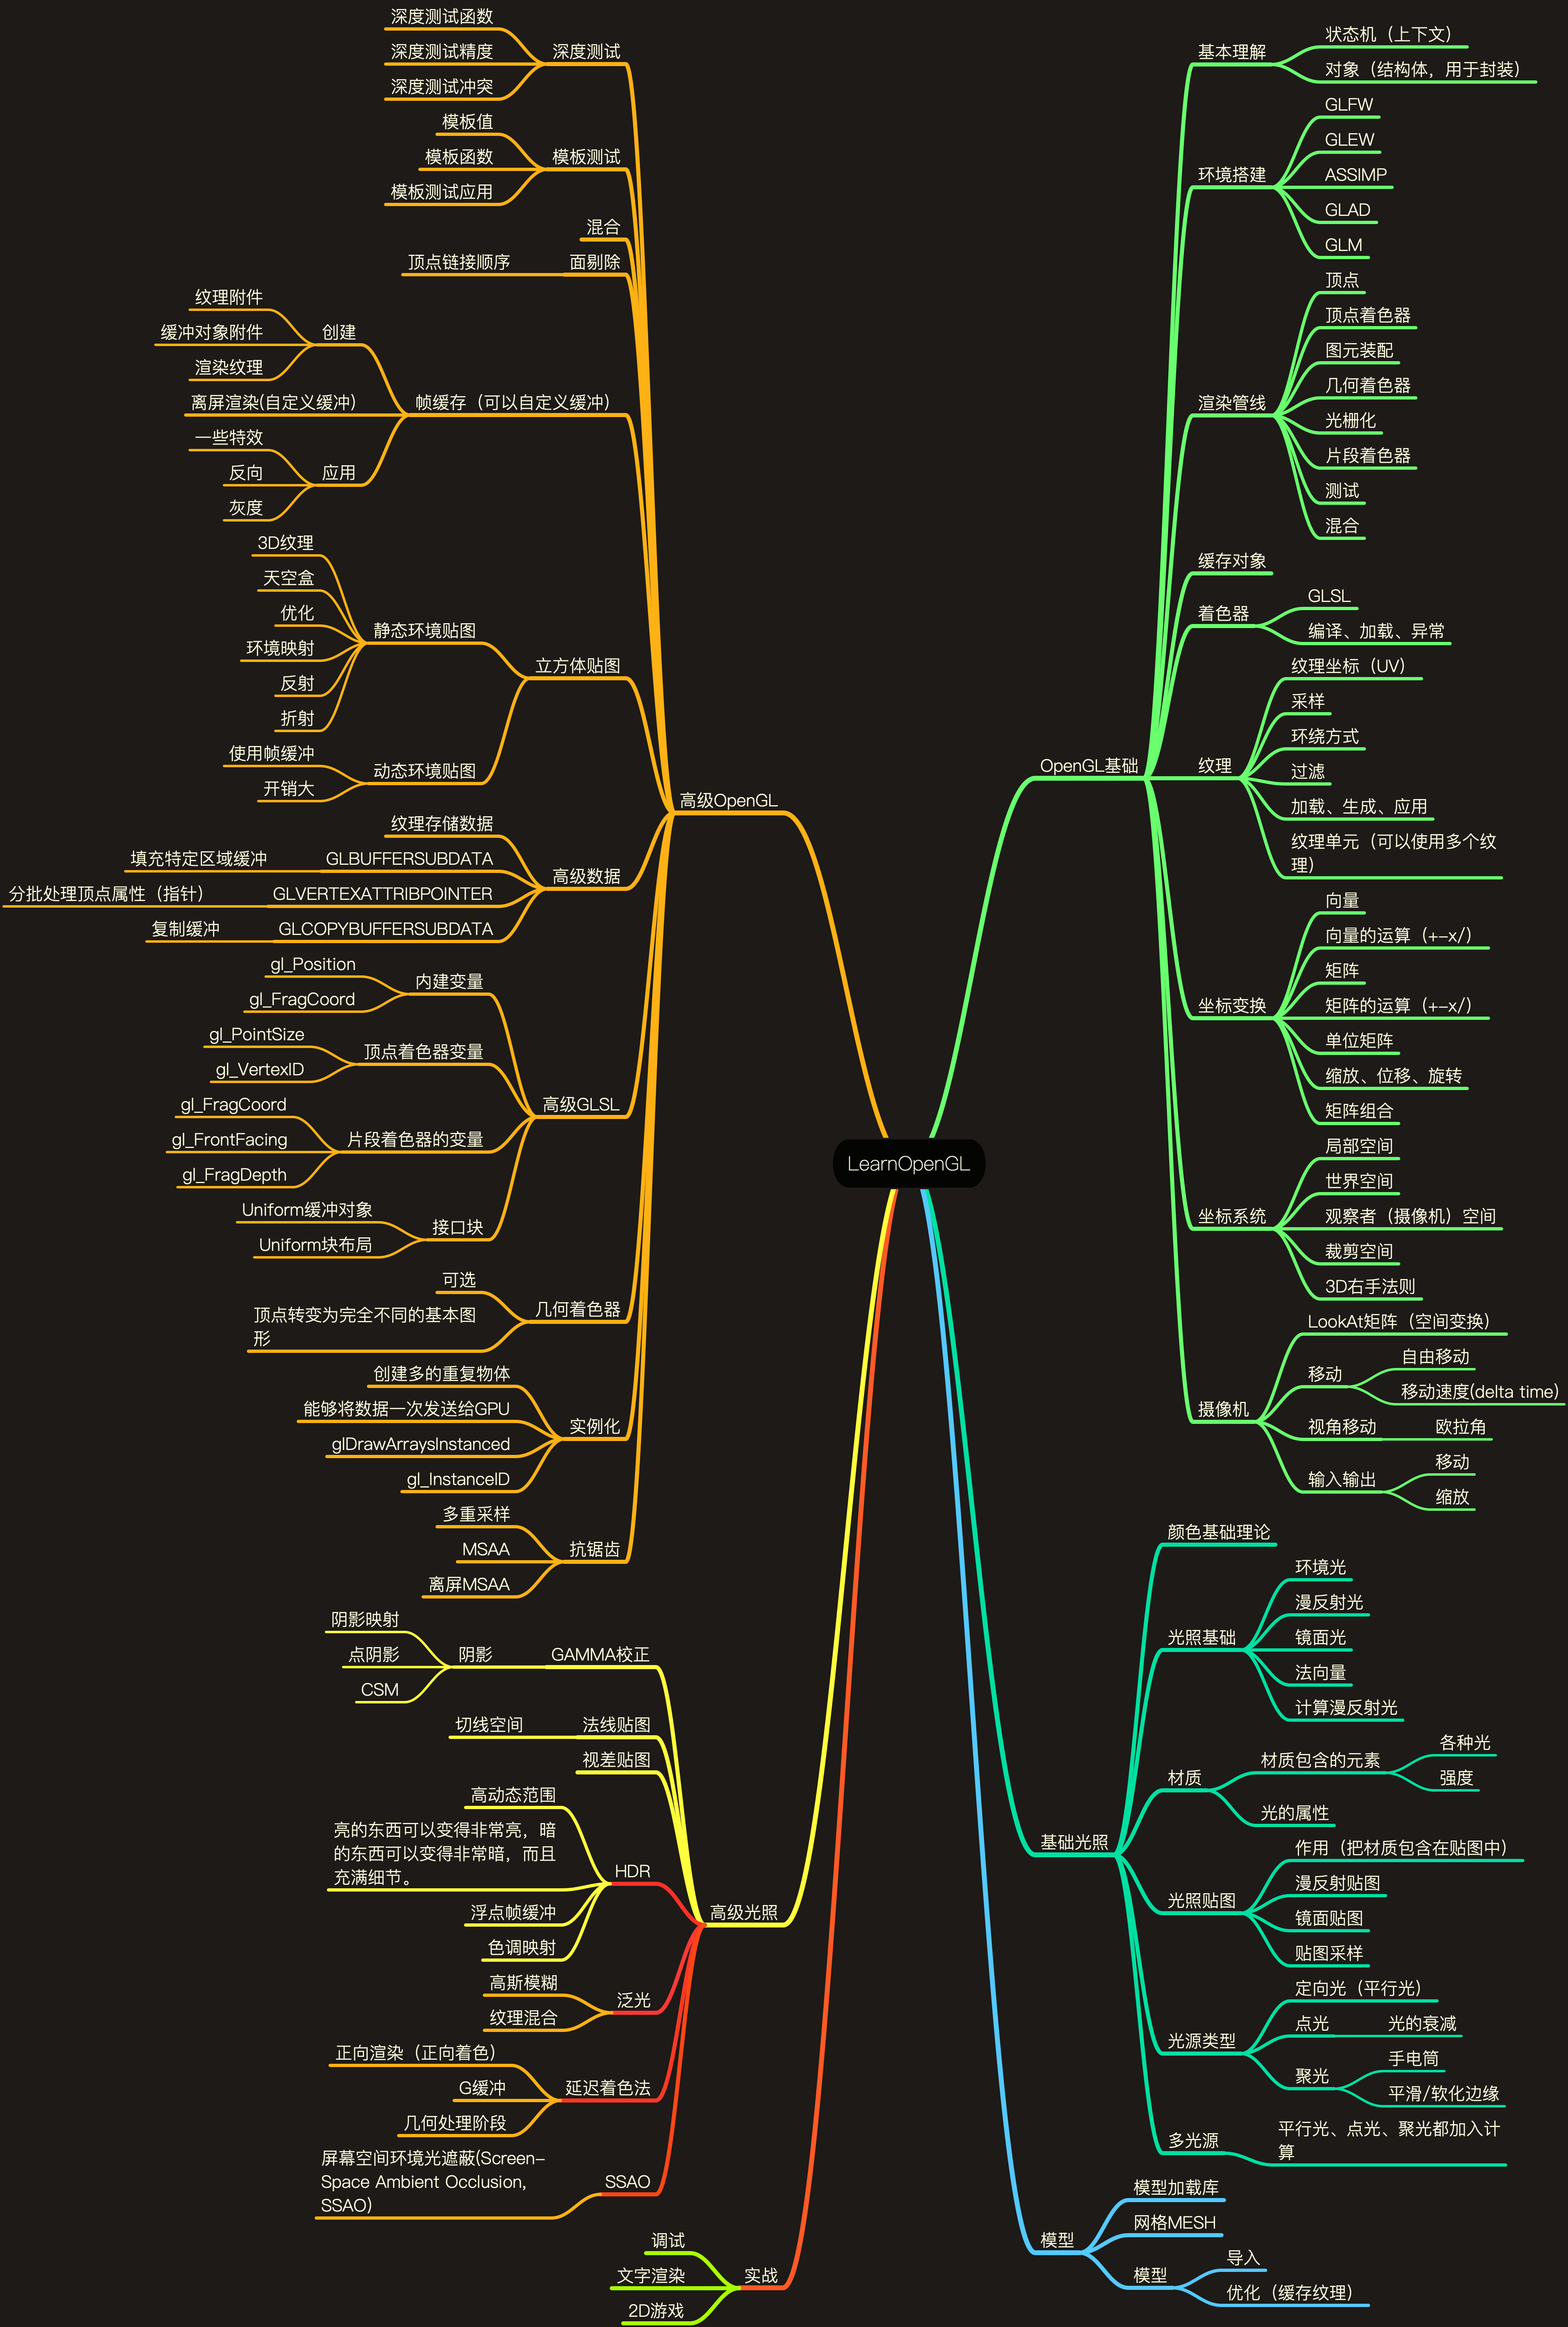 LearnOpenGL
OpenGL基础
基本理解
状态机（上下文）
对象（结构体，用于封装）
环境搭建
GLFW
GLEW
ASSIMP
GLAD
GLM
渲染管线
顶点
顶点着色器
图元装配
几何着色器
光栅化
片段着色器
测试
混合
缓存对象
着色器
GLSL
编译、加载、异常
纹理
纹理坐标（UV）
采样
环绕方式
过滤
加载、生成、应用
纹理单元（可以使用多个纹
理）
坐标变换
向量
向量的运算（+-x/）
矩阵
矩阵的运算（+-x/）
单位矩阵
缩放、位移、旋转
矩阵组合
坐标系统
局部空间
世界空间
观察者（摄像机）空间
裁剪空间
3D右手法则
摄像机
LookAt矩阵（空间变换）
移动
自由移动
移动速度(delta time)
视角移动
欧拉角
输入输出
移动
缩放
基础光照
颜色基础理论
光照基础
环境光
漫反射光
镜面光
法向量
计算漫反射光
材质
材质包含的元素
各种光
强度
光的属性
光照贴图
作用（把材质包含在贴图中）
漫反射贴图
镜面贴图
贴图采样
光源类型
定向光（平行光）
点光
光的衰减
聚光
手电筒
平滑/软化边缘
多光源
平行光、点光、聚光都加入计
算
模型
模型加载库
网格MESH
模型
导入
优化（缓存纹理）
高级OpenGL
深度测试
深度测试函数
深度测试精度
深度测试冲突
模板测试
模板值
模板函数
模板测试应用
混合
面剔除
顶点链接顺序
帧缓存（可以自定义缓冲）
创建
纹理附件
缓冲对象附件
渲染纹理
离屏渲染(自定义缓冲)
应用
一些特效
反向
灰度
立方体贴图
静态环境贴图
3D纹理
天空盒
优化
环境映射
反射
折射
动态环境贴图
使用帧缓冲
开销大
高级数据
纹理存储数据
GLBUFFERSUBDATA
填充特定区域缓冲
GLVERTEXATTRIBPOINTER
分批处理顶点属性（指针）
GLCOPYBUFFERSUBDATA
复制缓冲
高级GLSL
内建变量
gl_Position
gl_FragCoord
顶点着色器变量
gl_PointSize
gl_VertexID
片段着色器的变量
gl_FragCoord
gl_FrontFacing
gl_FragDepth
接口块
Uniform缓冲对象
Uniform块布局
几何着色器
可选
顶点转变为完全不同的基本图
形
实例化
创建多的重复物体
能够将数据一次发送给GPU
glDrawArraysInstanced
gl_InstanceID
抗锯齿
多重采样
MSAA
离屏MSAA
高级光照
GAMMA校正
阴影
阴影映射
点阴影
CSM
法线贴图
切线空间
视差贴图
HDR
高动态范围
亮的东西可以变得非常亮，暗
的东西可以变得非常暗，而且
充满细节。
浮点帧缓冲
色调映射
泛光
高斯模糊
纹理混合
延迟着色法
正向渲染（正向着色）
G缓冲
几何处理阶段
SSAO
屏幕空间环境光遮蔽(Screen-
Space Ambient Occlusion,
SSAO)
实战
调试
文字渲染
2D游戏